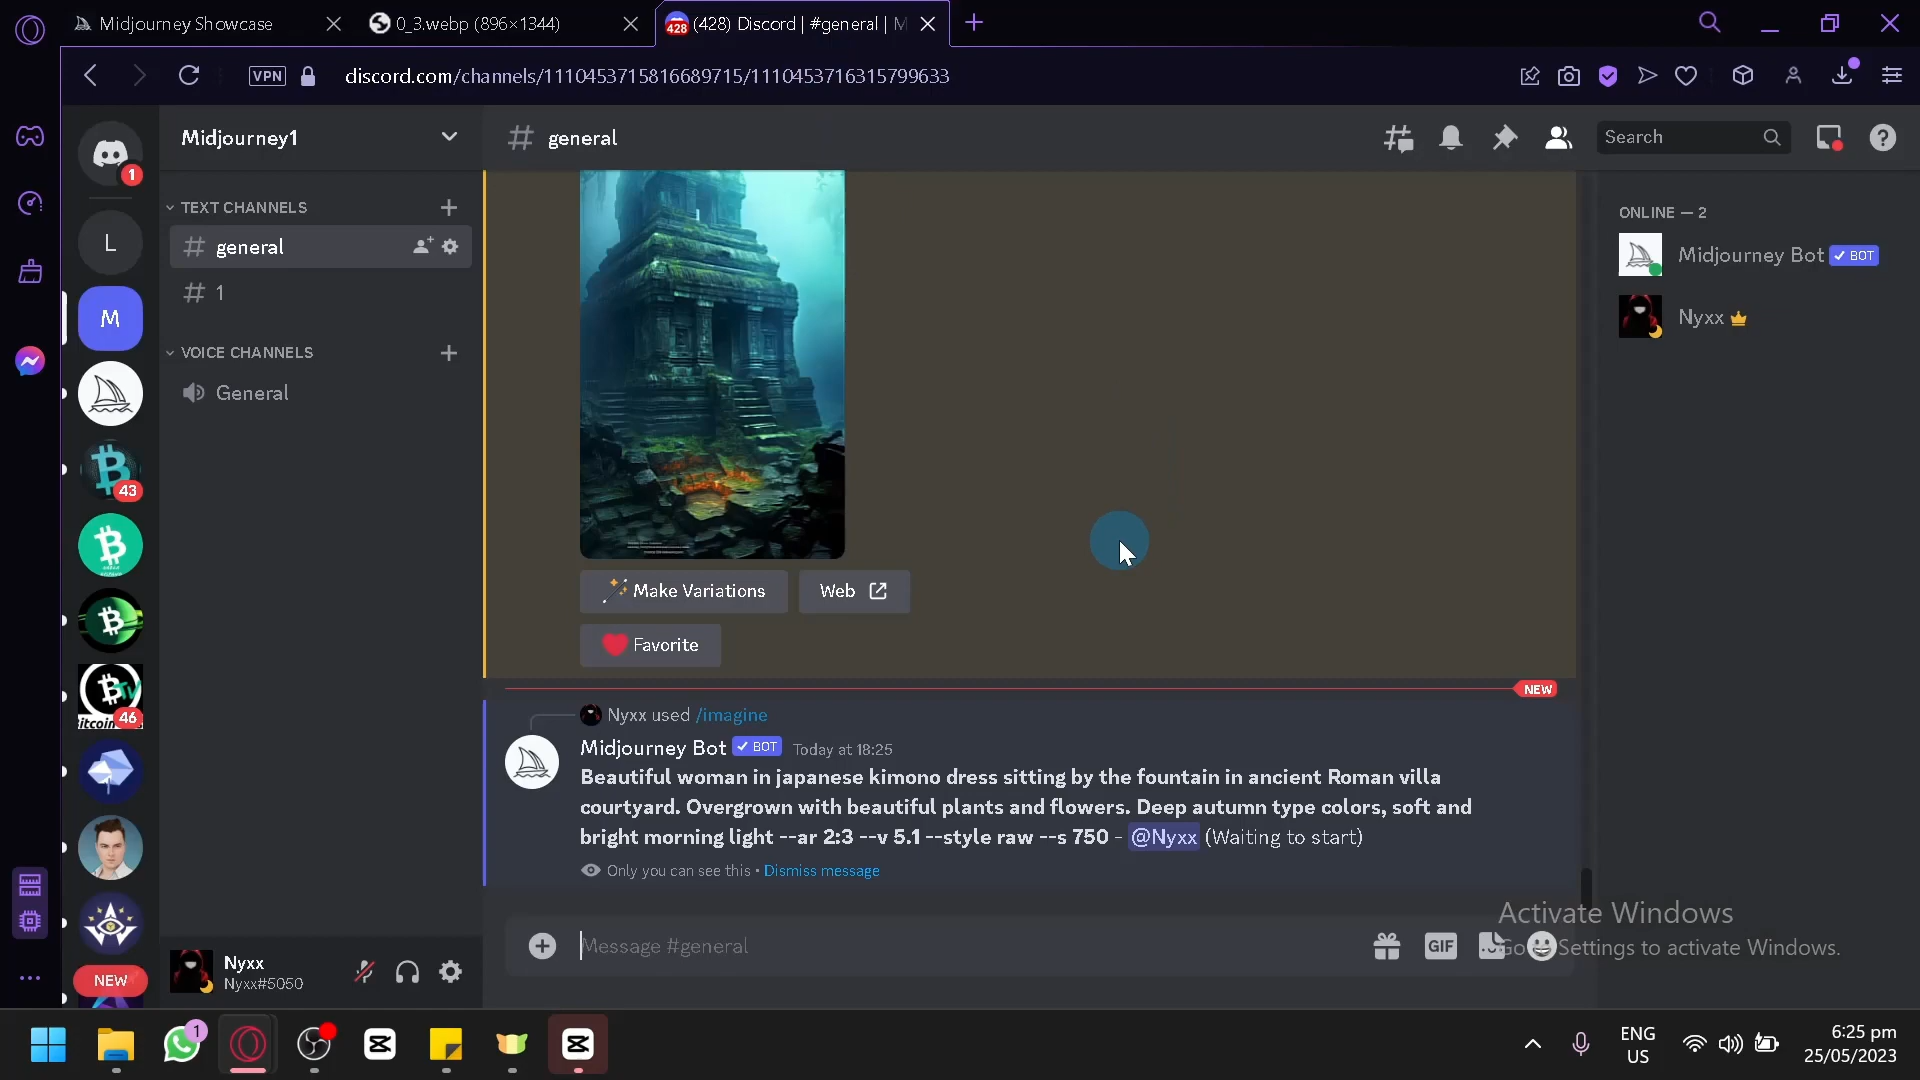 Midjourney Showcase
0_3.webp (896×1344)
428
(428) Discord | #general | M
VPN
discord.com/channels/1110453715816689715/1110453716315799633
1
Midjourney1
# general
Search
TEXT CHANNELS
# general
# 1
VOICE CHANNELS
General
L
M
43
46
NEW
ONLINE — 2
Midjourney Bot ✓ BOT
Nyxx
Make Variations
Web
Favorite
NEW
Nyxx used /imagine
Midjourney Bot ✓ BOT Today at 18:25
Beautiful woman in japanese kimono dress sitting by the fountain in ancient Roman villa
courtyard. Overgrown with beautiful plants and flowers. Deep autumn type colors, soft and
bright morning light --ar 2:3 --v 5.1 --style raw --s 750 - @Nyxx (Waiting to start)
Only you can see this • Dismiss message
Message #general
GIF
Activate Windows
Go to Settings to activate Windows.
Nyxx
Nyxx#5050
1
ENG
US
6:25 pm
25/05/2023